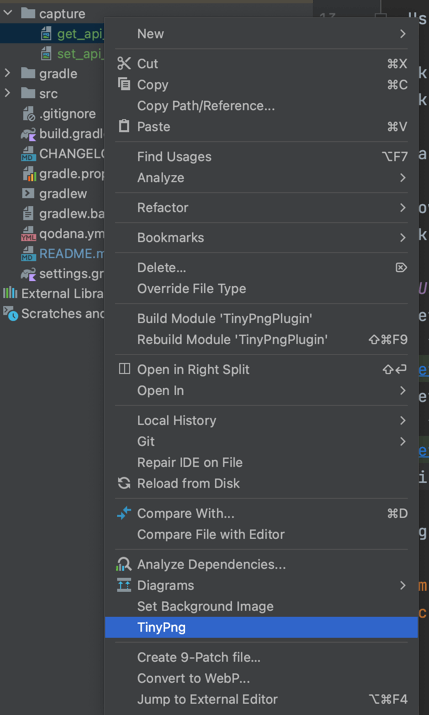 capture
get_api_
set_api_
gradle
src
.gitignore
build.gradl
CHANGELO
gradle.prop
gradlew
gradlew.ba
qodana.ym
README.m
settings.gr
External Libra
Scratches and
New
Cut ⌘X
Copy ⌘C
Copy Path/Reference...
Paste ⌘V
Find Usages ⌥F7
Analyze
Refactor
Bookmarks
Delete... ⌦
Override File Type
Build Module 'TinyPngPlugin'
Rebuild Module 'TinyPngPlugin' ⇧⌘F9
Open in Right Split ⇧⏎
Open In
Local History
Git
Repair IDE on File
Reload from Disk
Compare With... ⌘D
Compare File with Editor
Analyze Dependencies...
Diagrams
Set Background Image
TinyPng
Create 9-Patch file...
Convert to WebP...
Jump to External Editor ⌥⌘F4